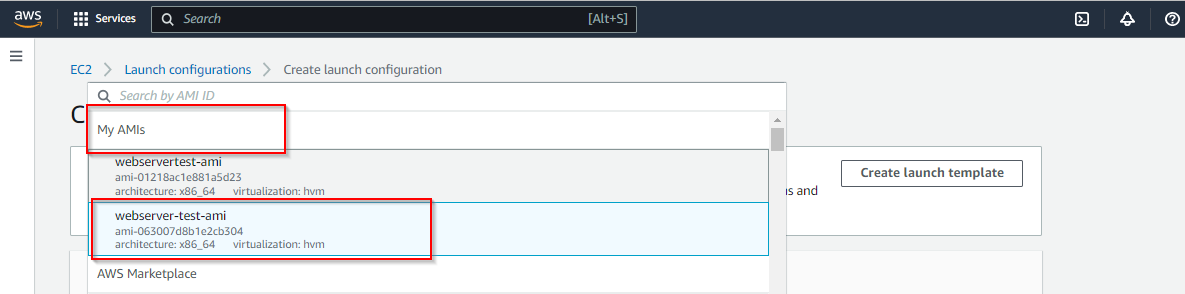 aws Services Search [Alt+S]
EC2 > Launch configurations > Create launch configuration
Search by AMI ID
C
My AMIs
webservertest-ami
ami-01218ac1e881a5d23
architecture: x86_64 virtualization: hvm
Create launch template
s and
webserver-test-ami
ami-063007d8b1e2cb304
architecture: x86_64 virtualization: hvm
AWS Marketplace